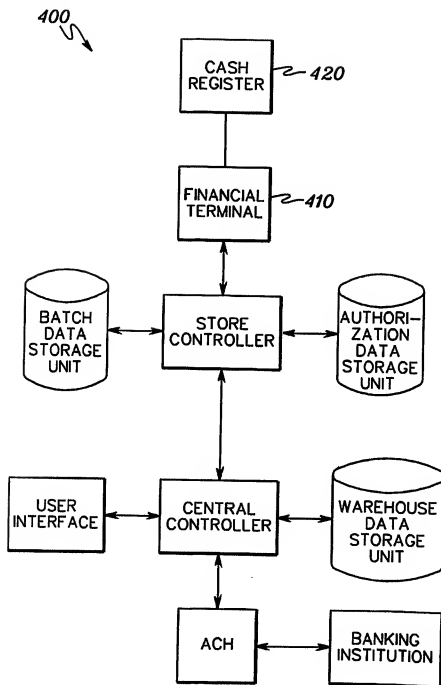 400
CASH
REGISTER
420
FINANCIAL
TERMINAL
410
BATCH
DATA
STORAGE
UNIT
STORE
CONTROLLER
AUTHORI-
ZATION
DATA
STORAGE
UNIT
USER
INTERFACE
CENTRAL
CONTROLLER
WAREHOUSE
DATA
STORAGE
UNIT
ACH
BANKING
INSTITUTION